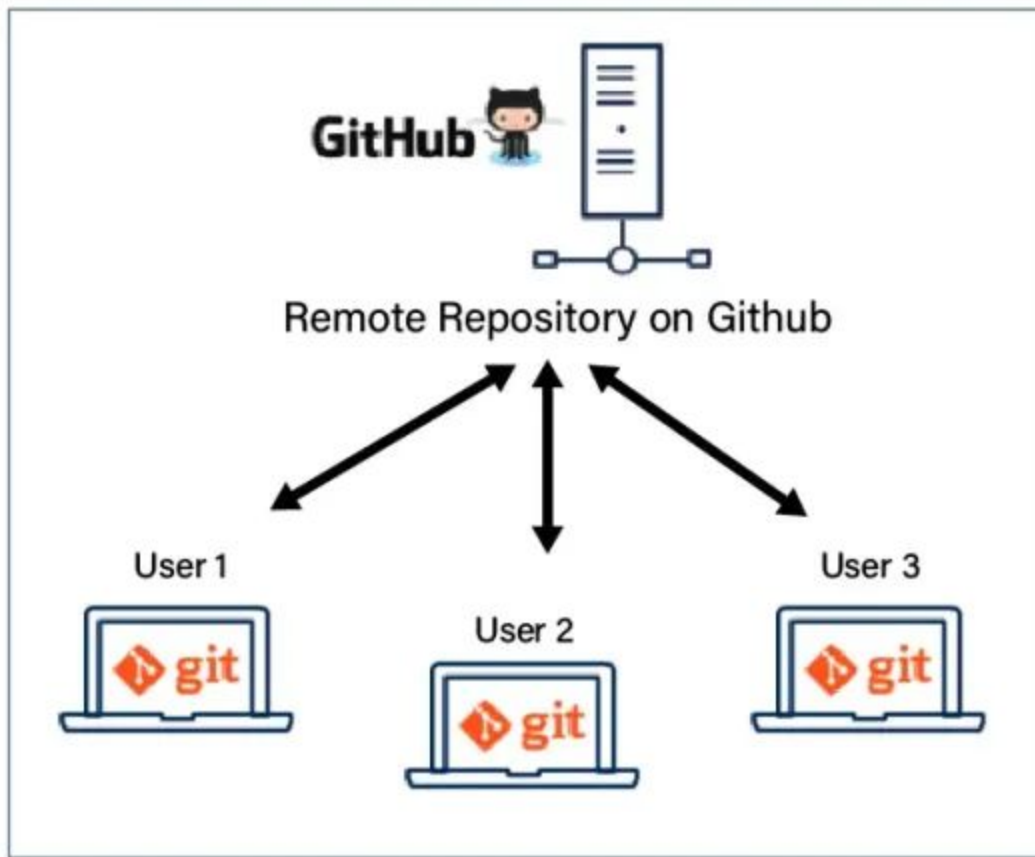 GitHub
Remote Repository on Github
User 1
User 2
User 3
git
git
git